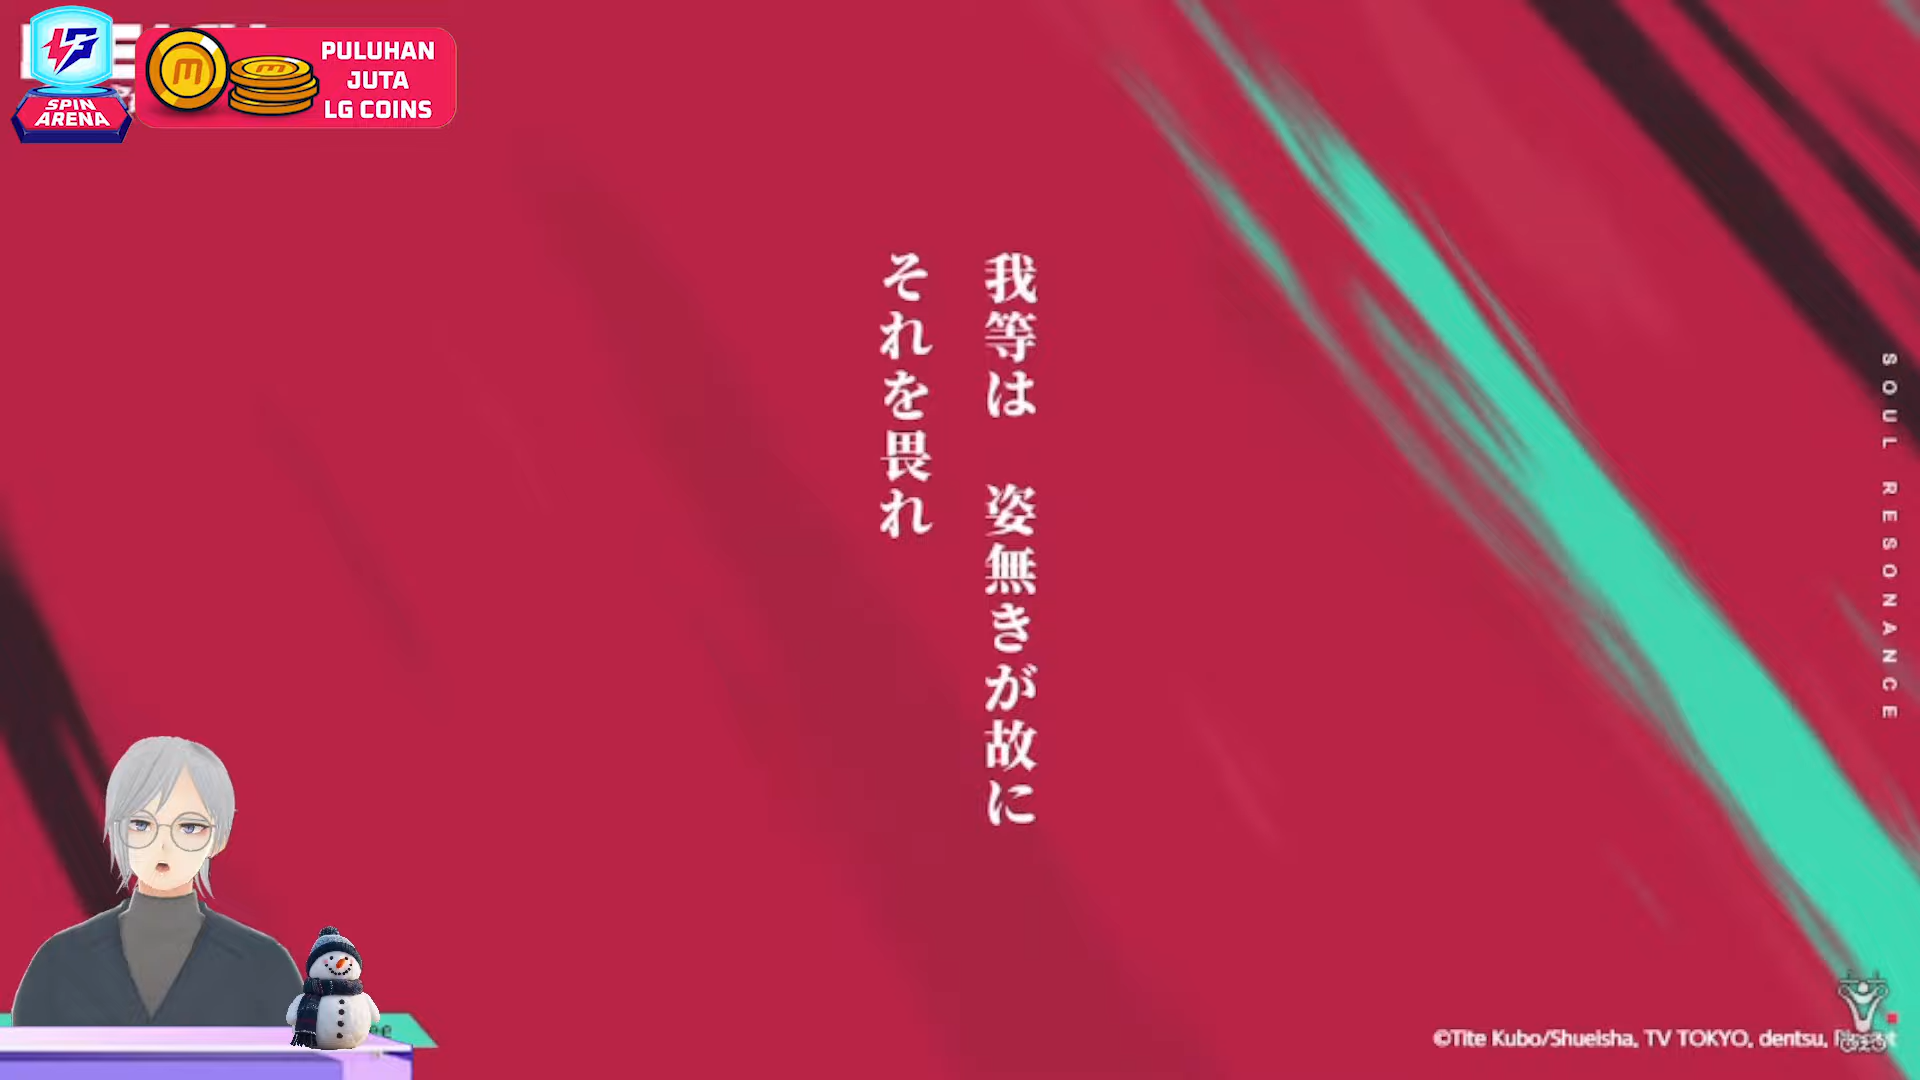 SPIN
ARENA
PULUHAN
JUTA
LG COINS
我等は　姿無きが故に
それを畏れ
SOUL RESONANCE
©Tite Kubo/Shueisha, TV TOKYO, dentsu,